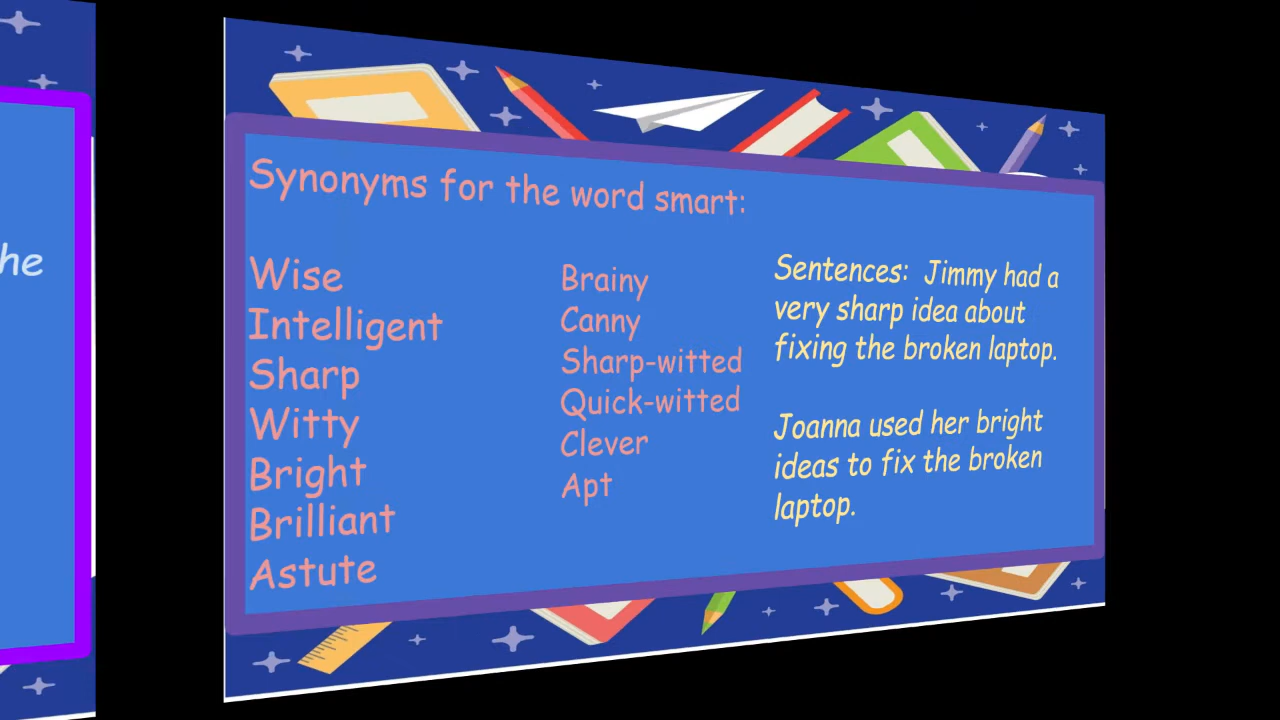 he
Synonyms for the word smart:
Wise
Intelligent
Sharp
Witty
Bright
Brilliant
Astute
Brainy
Canny
Sharp-witted
Quick-witted
Clever
Apt
Sentences: Jimmy had a
very sharp idea about
fixing the broken laptop.
Joanna used her bright
ideas to fix the broken
laptop.